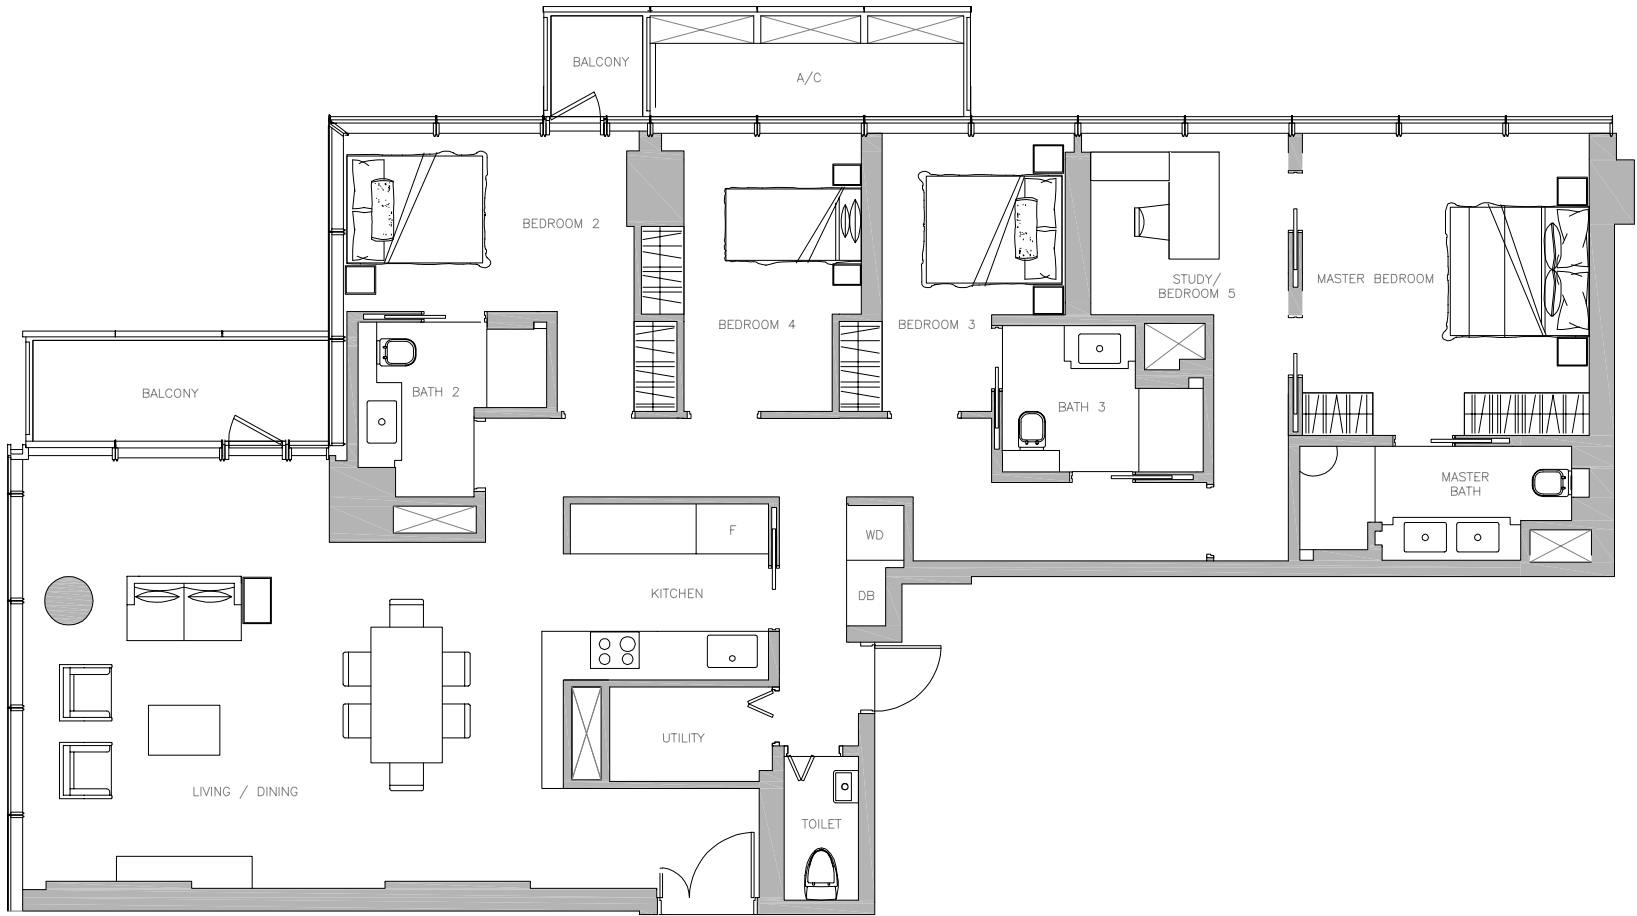 BALCONY
A/C
BEDROOM 2
STUDY/
BEDROOM 5
MASTER BEDROOM
BEDROOM 4
BEDROOM 3
BALCONY
BATH 2
BATH 3
MASTER
BATH
F
WD
KITCHEN
DB
UTILITY
LIVING / DINING
TOILET